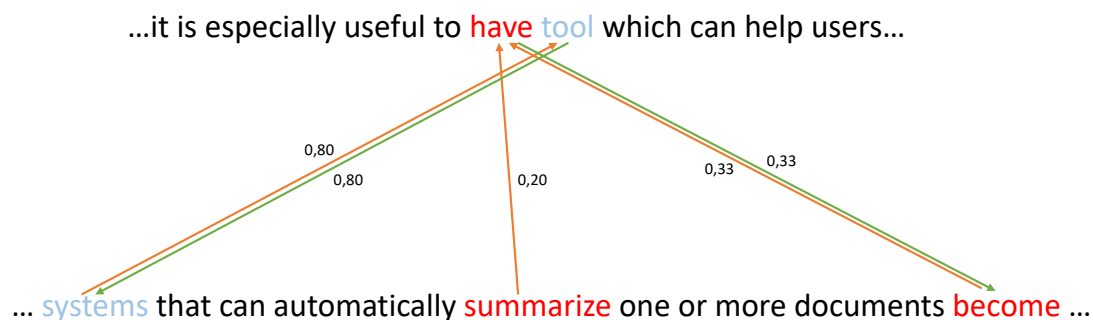 …it is especially useful to have tool which can help users…
0,80
0,80
0,20
0,33
0,33
… systems that can automatically summarize one or more documents become …